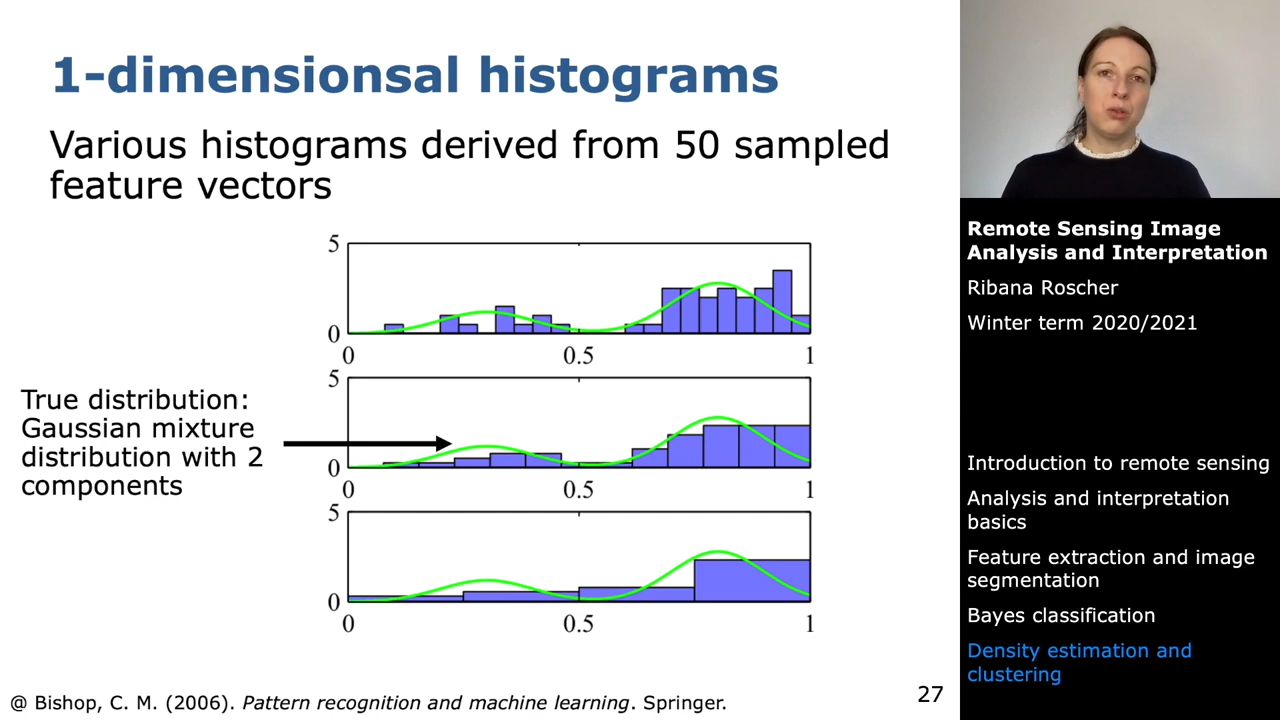 1-dimensionsal histograms
Various histograms derived from 50 sampled
feature vectors
5
0
0 0.5 1
5
0
0 0.5 1
5
0
0 0.5 1
True distribution:
Gaussian mixture
distribution with 2
components
@ Bishop, C. M. (2006). Pattern recognition and machine learning. Springer.
27
Remote Sensing Image
Analysis and Interpretation
Ribana Roscher
Winter term 2020/2021
Introduction to remote sensing
Analysis and interpretation
basics
Feature extraction and image
segmentation
Bayes classification
Density estimation and
clustering